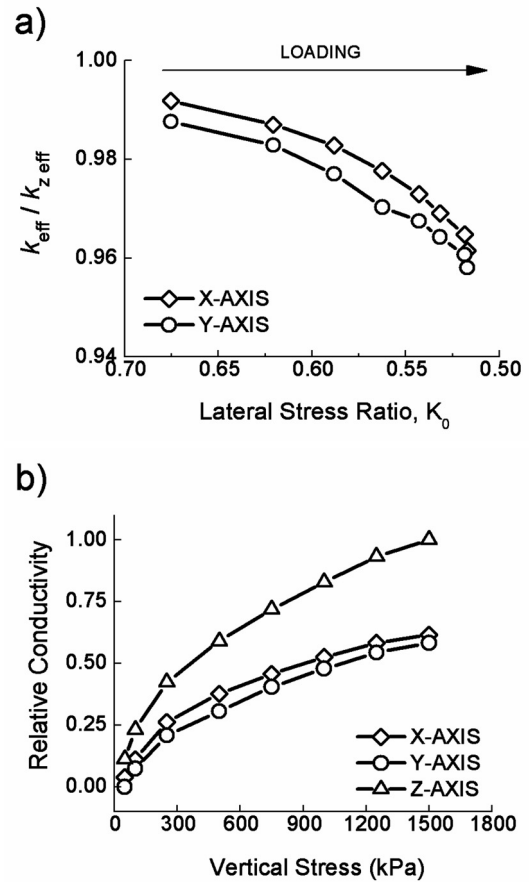 a)
LOADING
1.00
0.98
0.96
0.94
k eff / k z eff
X-AXIS
Y-AXIS
0.70 0.65 0.60 0.55 0.50
Lateral Stress Ratio, K0
b)
1.00
0.75
0.50
0.25
0.00
Relative Conductivity
X-AXIS
Y-AXIS
Z-AXIS
0 300 600 900 1200 1500 1800
Vertical Stress (kPa)